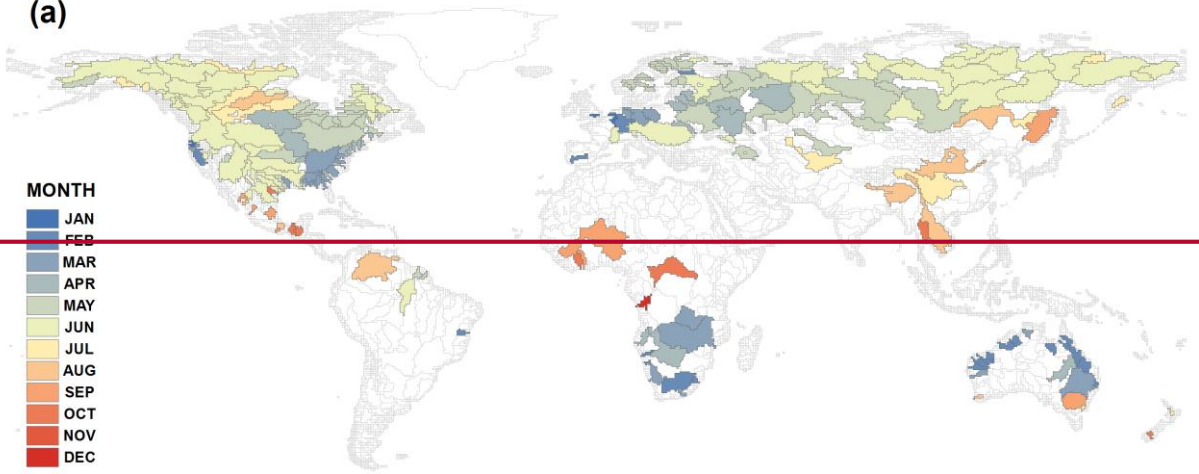 (a)
MONTH
JAN
FEB
MAR
APR
MAY
JUN
JUL
AUG
SEP
OCT
NOV
DEC